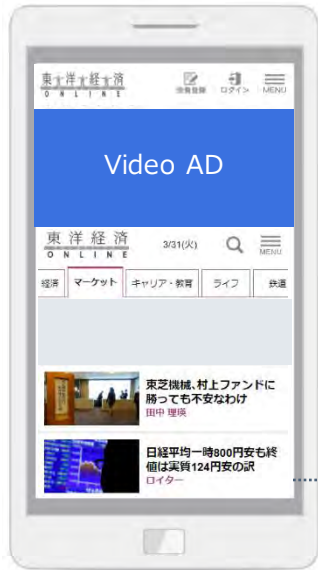 東洋経済
ONLINE
会員登録
ログイン
MENU
Video AD
東洋経済
ONLINE
3/31(火)
MENU
経済
マーケット
キャリア・教育
ライフ
鉄道
東芝機械、村上ファンドに
勝っても不安なわけ
田中 理瑛
日経平均一時800円安も終
値は実質124円安の訳
ロイター